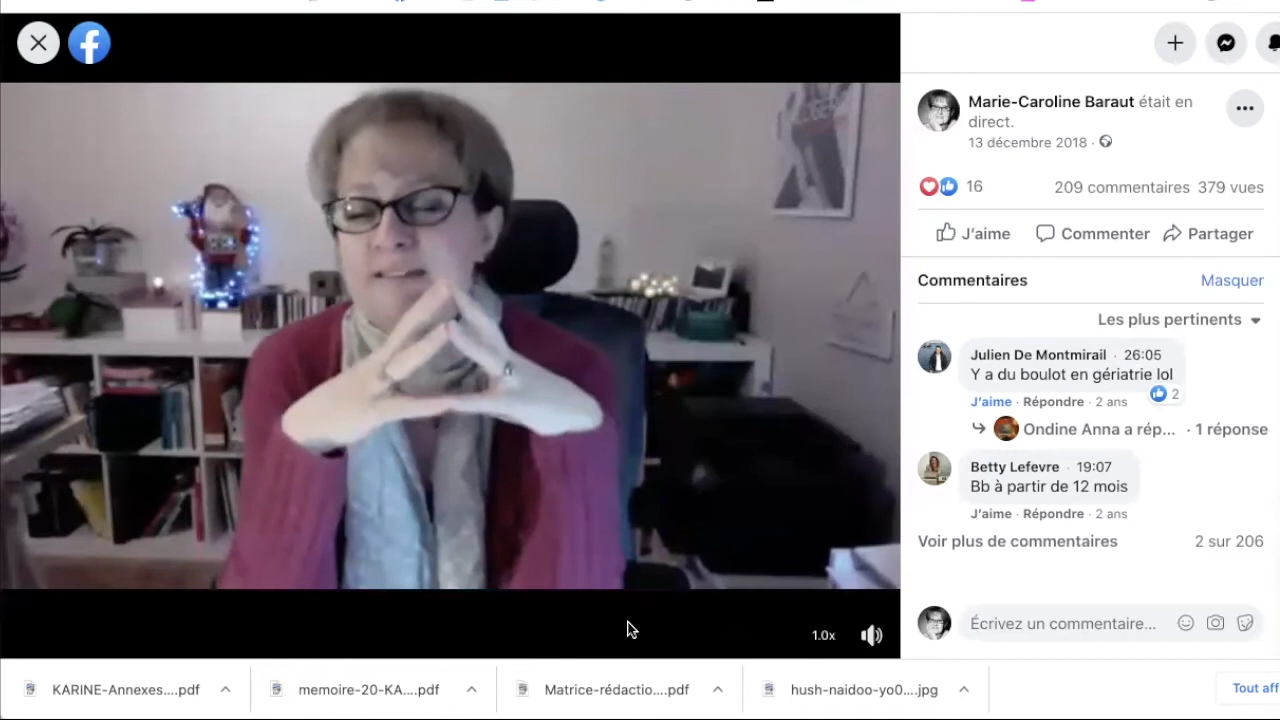 Marie-Caroline Baraut était en
direct.
13 décembre 2018 ·
16
209 commentaires 379 vues
J'aime
Commenter
Partager
Commentaires
Masquer
Les plus pertinents
Julien De Montmirail · 26:05
Y a du boulot en gériatrie lol
2
J'aime · Répondre · 2 ans
Ondine Anna a rép... · 1 réponse
Betty Lefevre · 19:07
Bb à partir de 12 mois
J'aime · Répondre · 2 ans
Voir plus de commentaires
2 sur 206
Écrivez un commentaire...
1.0x
KARINE-Annexes....pdf
memoire-20-KA....pdf
Matrice-rédactio....pdf
hush-naidoo-yo0....jpg
Tout aff